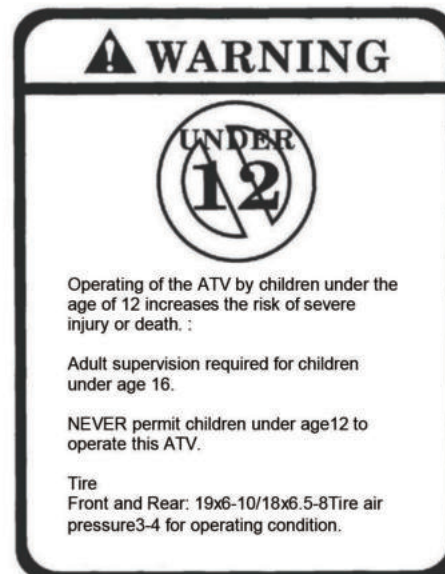 WARNING
UNDER
12
Operating of the ATV by children under the
age of 12 increases the risk of severe
injury or death. :
Adult supervision required for children
under age 16.
NEVER permit children under age12 to
operate this ATV.
Tire
Front and Rear: 19x6-10/18x6.5-8Tire air
pressure3-4 for operating condition.